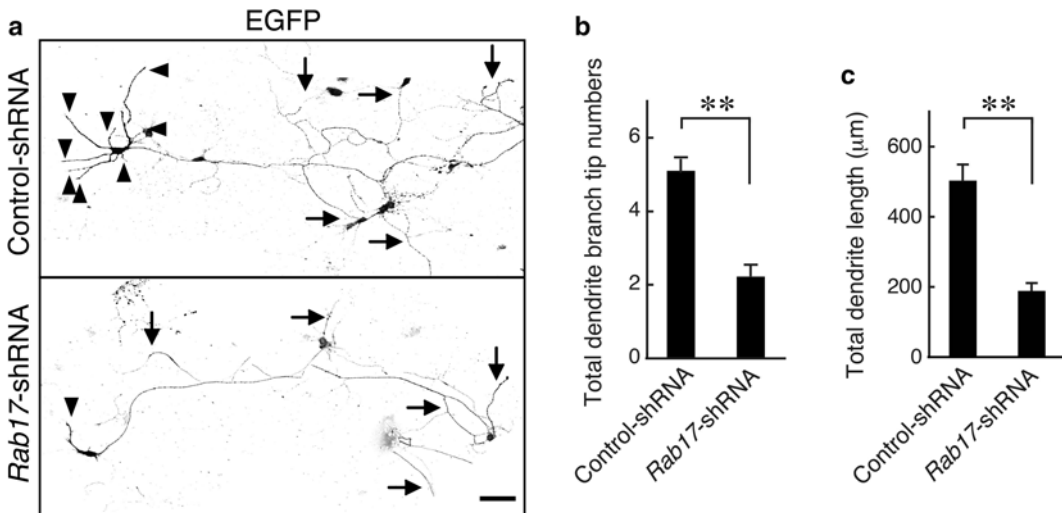 a
EGFP
Control-shRNA
Rab17-shRNA
b
Total dendrite branch tip numbers
6
4
2
0
**
Control-shRNA
Rab17-shRNA
c
Total dendrite length (μm)
600
400
200
0
**
Control-shRNA
Rab17-shRNA